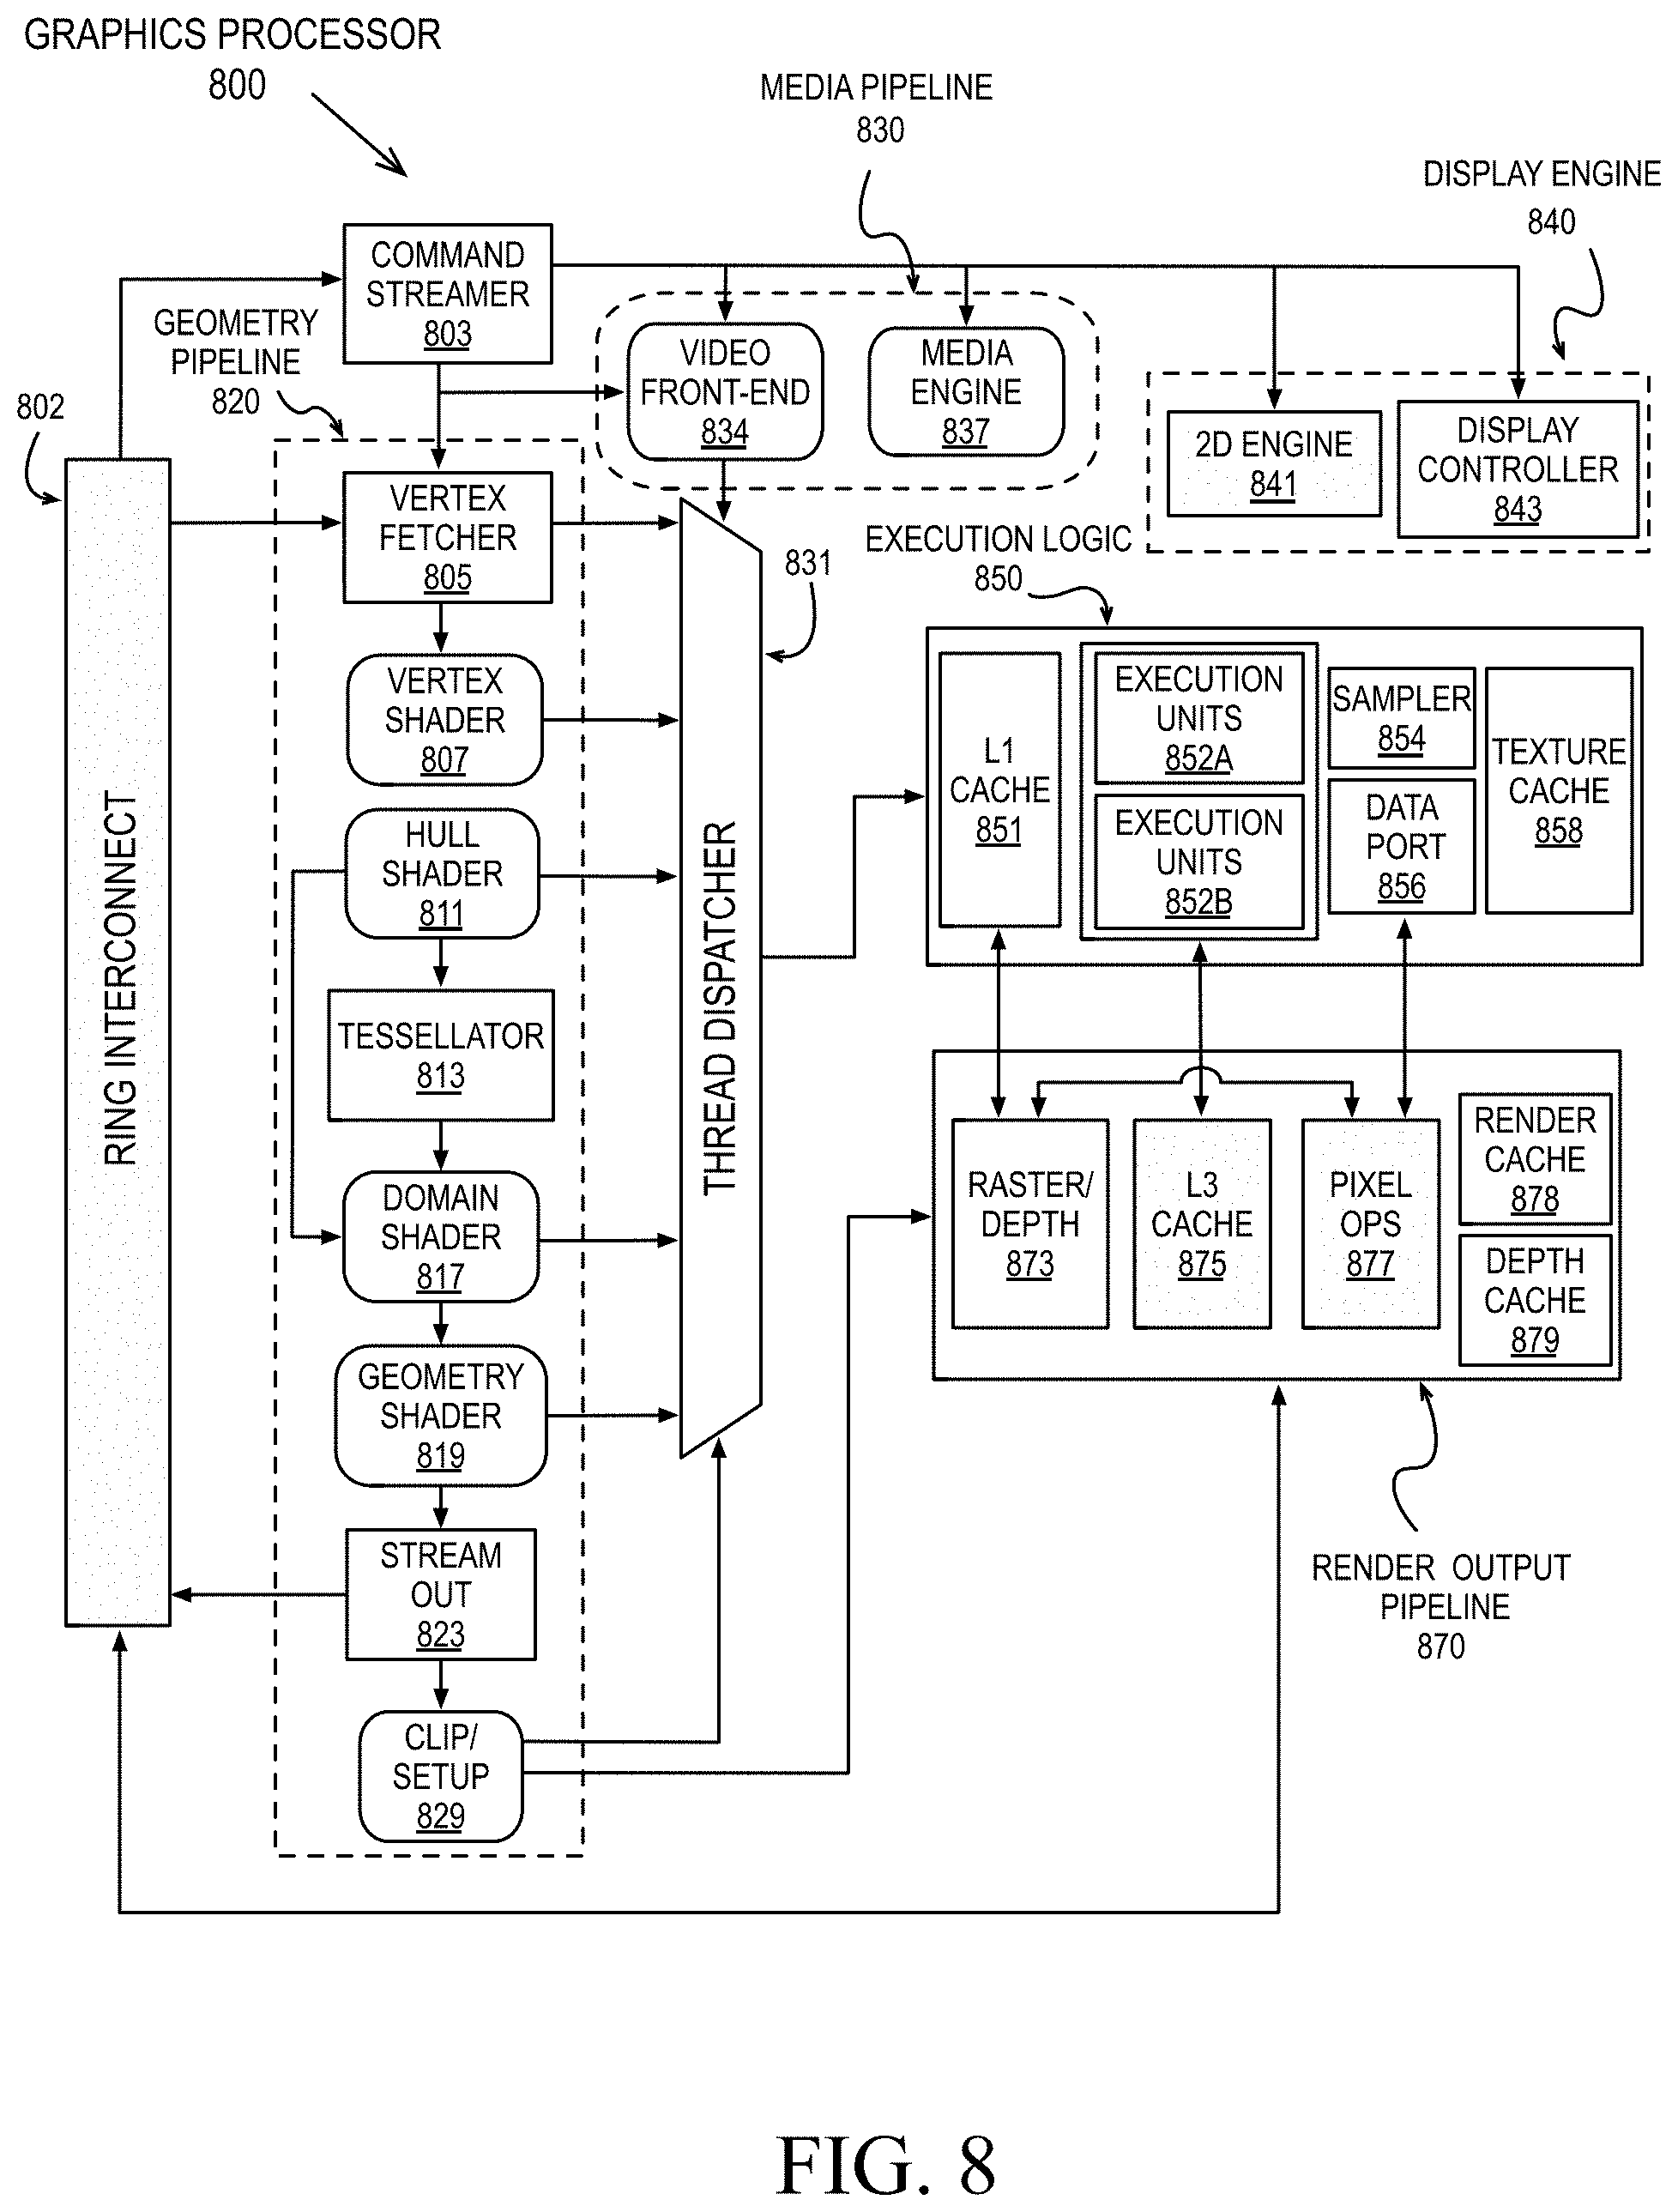 GRAPHICS PROCESSOR
800
MEDIA PIPELINE
830
DISPLAY ENGINE
840
COMMAND
STREAMER
803
GEOMETRY
PIPELINE
820
802
VIDEO
FRONT-END
834
MEDIA
ENGINE
837
2D ENGINE
841
DISPLAY
CONTROLLER
843
RING INTERCONNECT
VERTEX
FETCHER
805
VERTEX
SHADER
807
HULL
SHADER
811
TESSELLATOR
813
DOMAIN
SHADER
817
GEOMETRY
SHADER
819
STREAM
OUT
823
CLIP/
SETUP
829
THREAD DISPATCHER
831
EXECUTION LOGIC
850
L1
CACHE
851
EXECUTION
UNITS
852A
EXECUTION
UNITS
852B
SAMPLER
854
DATA
PORT
856
TEXTURE
CACHE
858
RASTER/
DEPTH
873
L3
CACHE
875
PIXEL
OPS
877
RENDER
CACHE
878
DEPTH
CACHE
879
RENDER OUTPUT
PIPELINE
870
FIG. 8